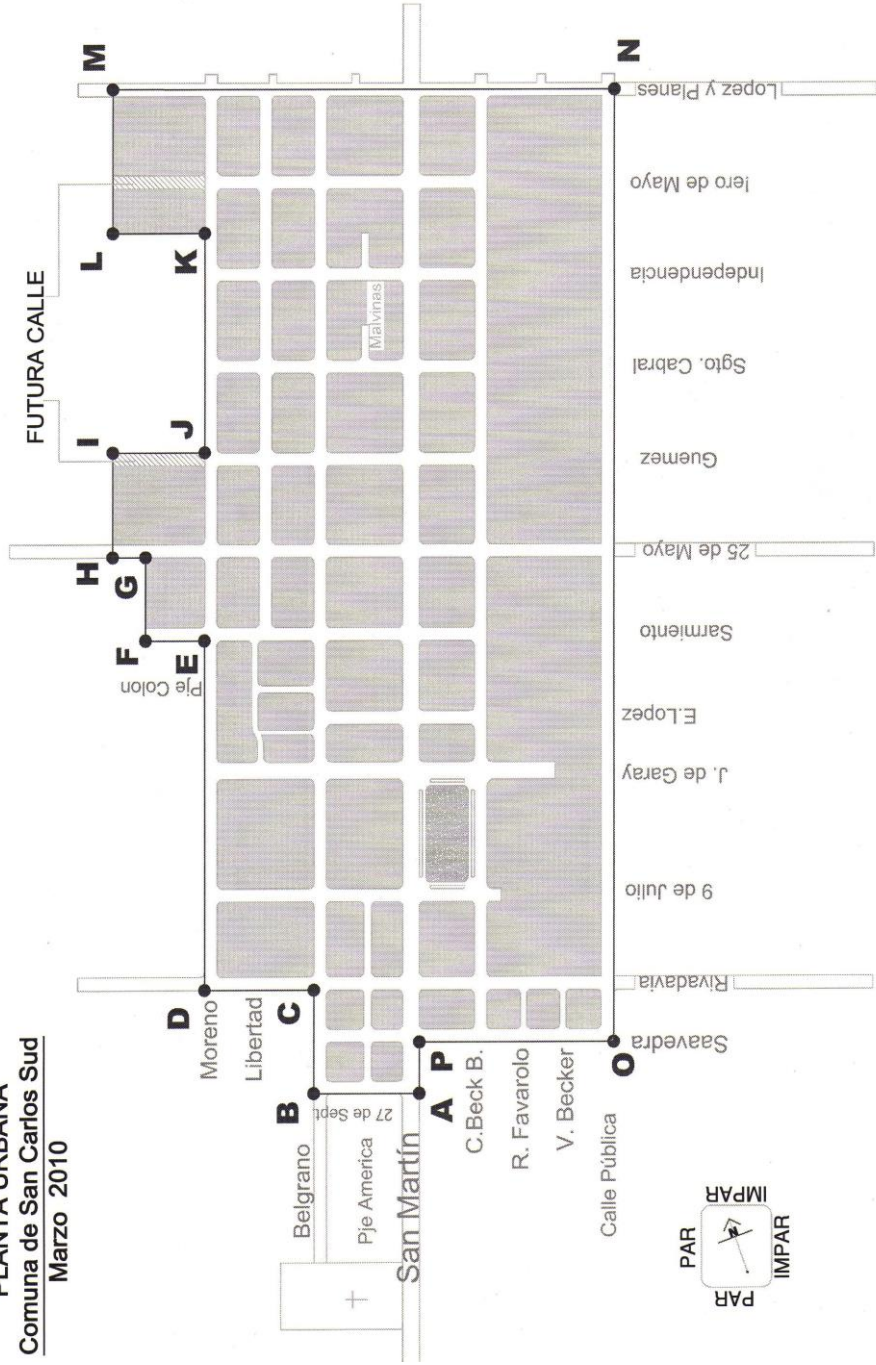 PLANTA URBANA
Comuna de San Carlos Sud
Marzo 2010
FUTURA CALLE
H
I
L
M
F
G
E
J
K
Pje Colon
D
Moreno
Libertad
C
B
Belgrano
27 de Sept.
Pje America
San Martín
A
P
C.Beck B.
R. Favarolo
V. Becker
Calle Pública
O
N
Malvinas
Saavedra
Rivadavia
9 de Julio
J. de Garay
E.Lopez
Sarmiento
25 de Mayo
Guemez
Sgto. Cabral
Independencia
1ero de Mayo
Lopez y Planes
PAR
PAR
N
IMPAR
IMPAR